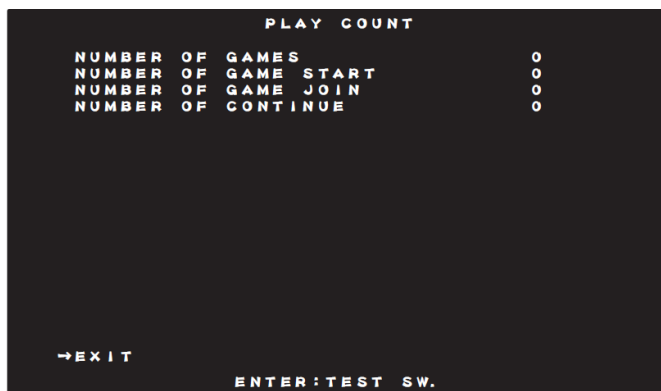 PLAY COUNT
NUMBER OF GAMES 0
NUMBER OF GAME START 0
NUMBER OF GAME JOIN 0
NUMBER OF CONTINUE 0
→EXIT
ENTER:TEST SW.